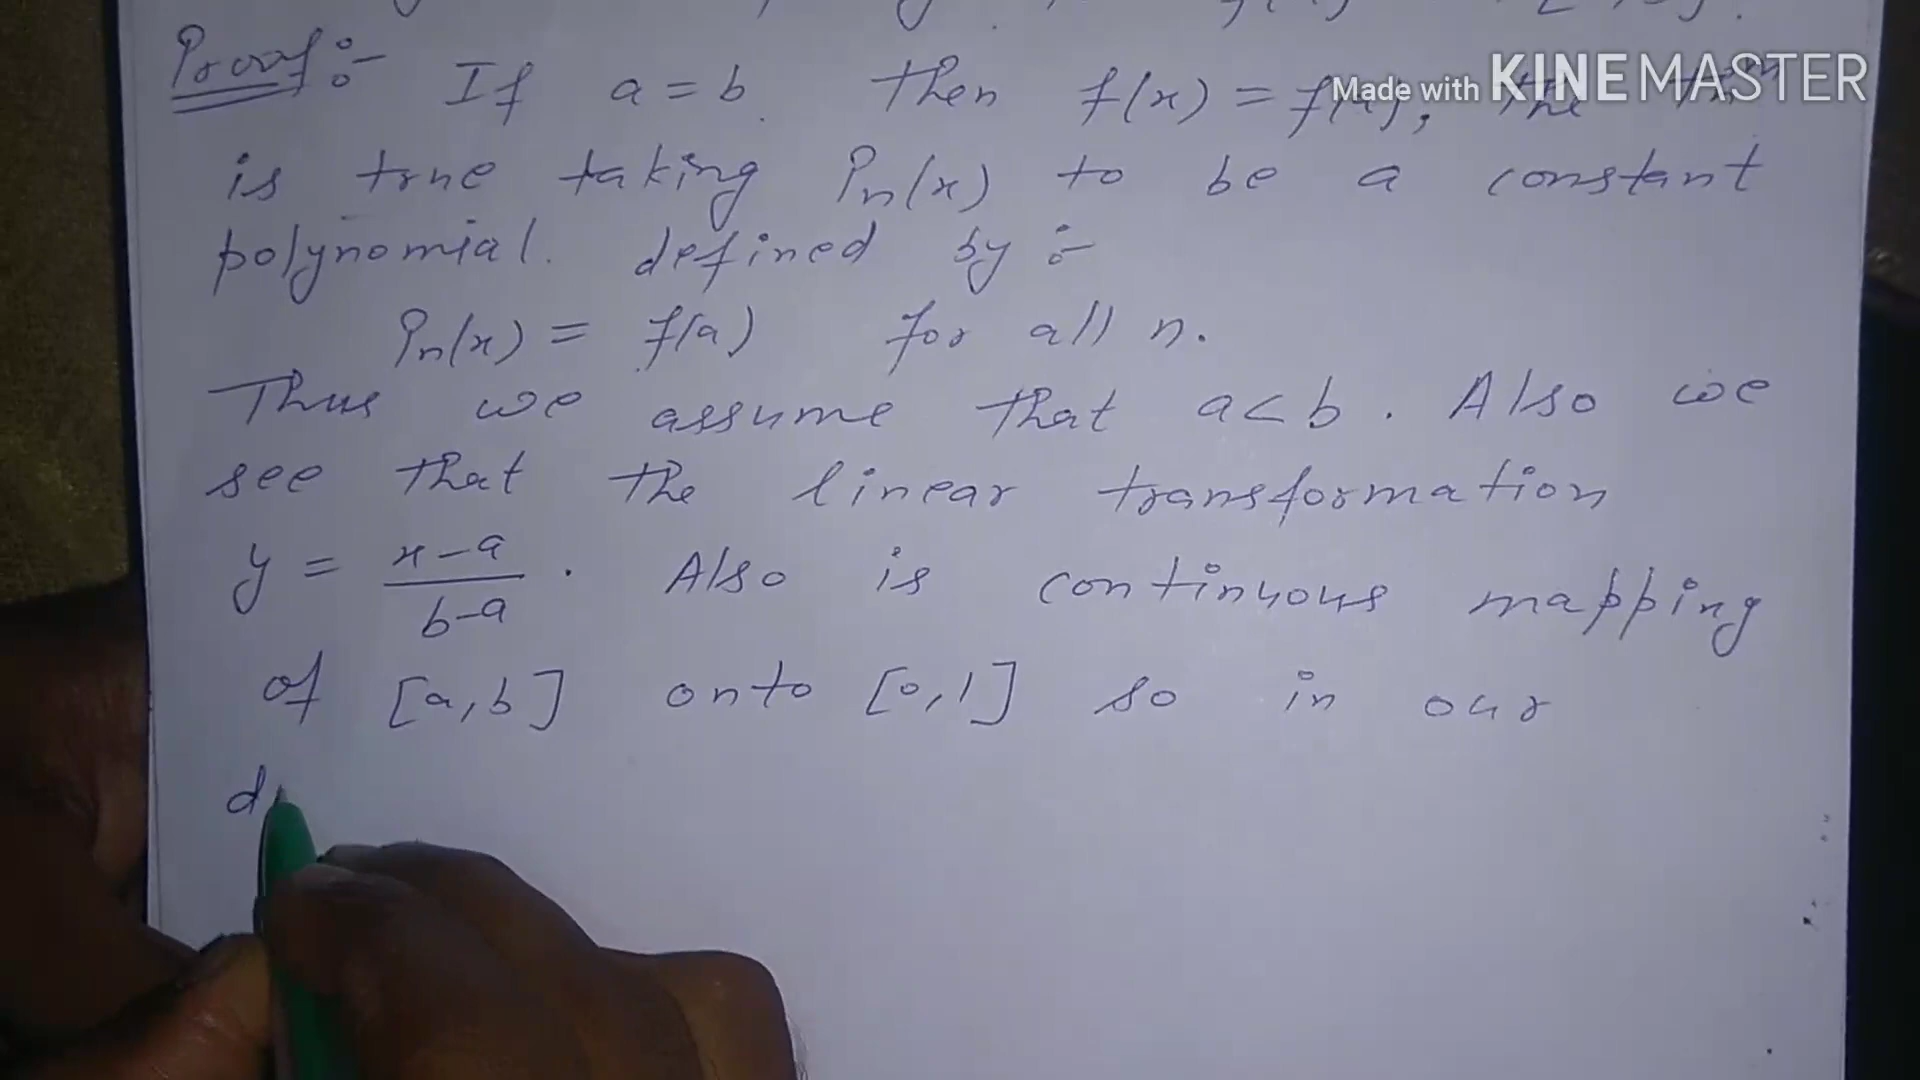 Proof:- If a = b then f(x) = f(a), the thm
Made with KINEMASTER
is true taking Pn(x) to be a constant
polynomial. defined by :-
Pn(x) = f(a) for all n.
Thus we assume that a<b. Also we
see that the linear transformation
y = x-a / b-a . Also is continuous mapping
of [a,b] onto [0,1] so in our
d